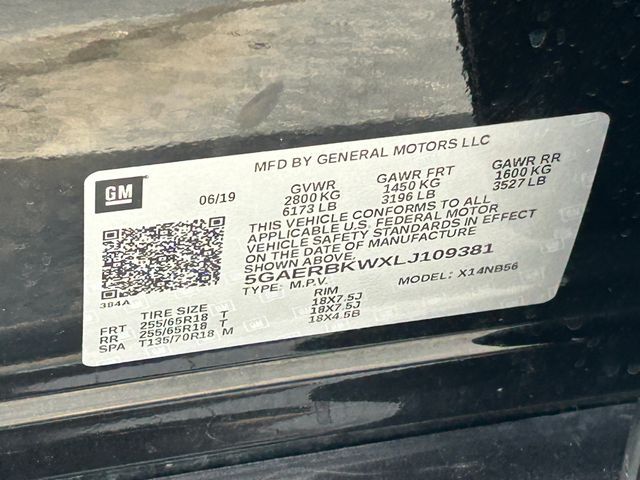 MFD BY GENERAL MOTORS LLC
GM
06/19
GVWR GAWR FRT GAWR RR
2800 KG 1450 KG 1600 KG
6173 LB 3196 LB 3527 LB
THIS VEHICLE CONFORMS TO ALL
APPLICABLE U.S. FEDERAL MOTOR
VEHICLE SAFETY STANDARDS IN EFFECT
ON THE DATE OF MANUFACTURE
SHOWN ABOVE.
5GAERBKWXLJ109381
TYPE: M.P.V. MODEL: X14NB56
384A
TIRE SIZE RIM
FRT 255/65R18 T 18X7.5J
RR 255/65R18 T 18X7.5J
SPA T135/70R18 M 18X4.5B